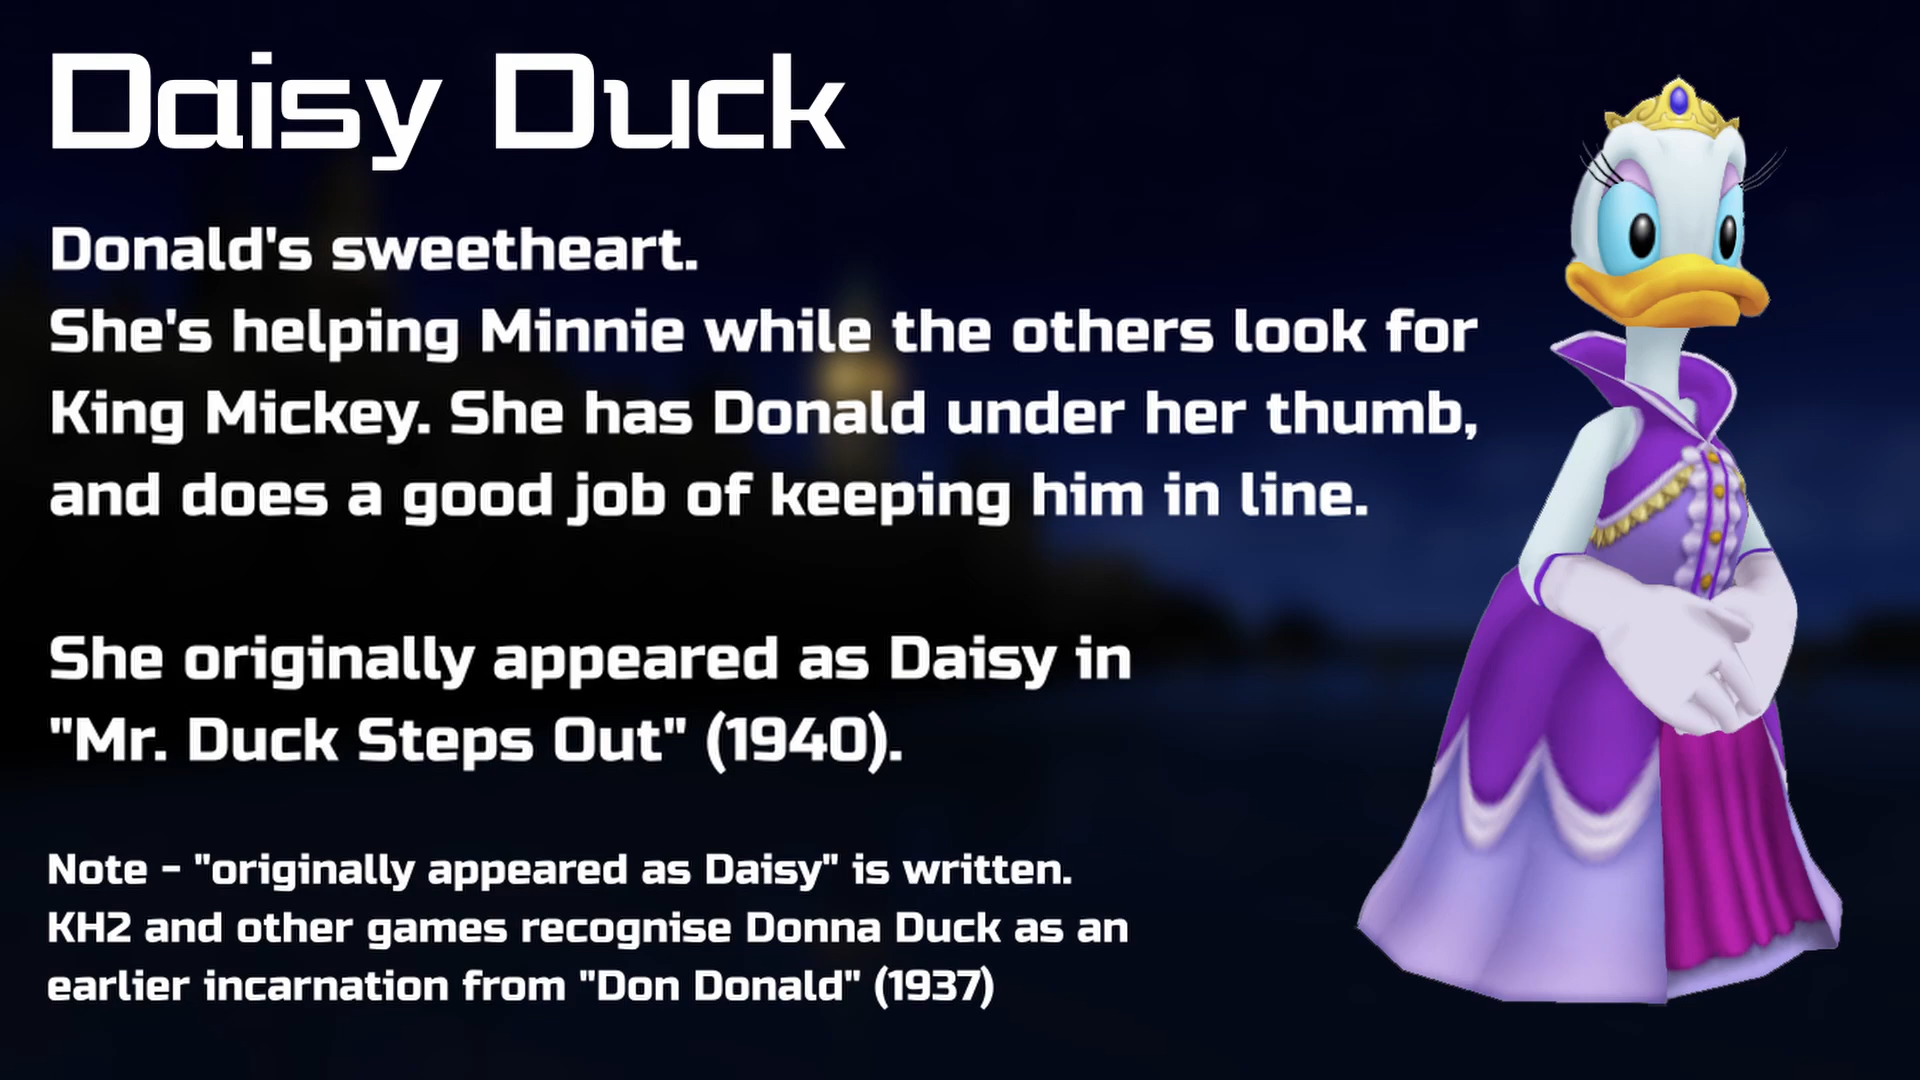 Daisy Duck
Donald's sweetheart.
She's helping Minnie while the others look for
King Mickey. She has Donald under her thumb,
and does a good job of keeping him in line.
She originally appeared as Daisy in
"Mr. Duck Steps Out" (1940).
Note - "originally appeared as Daisy" is written.
KH2 and other games recognise Donna Duck as an
earlier incarnation from "Don Donald" (1937)